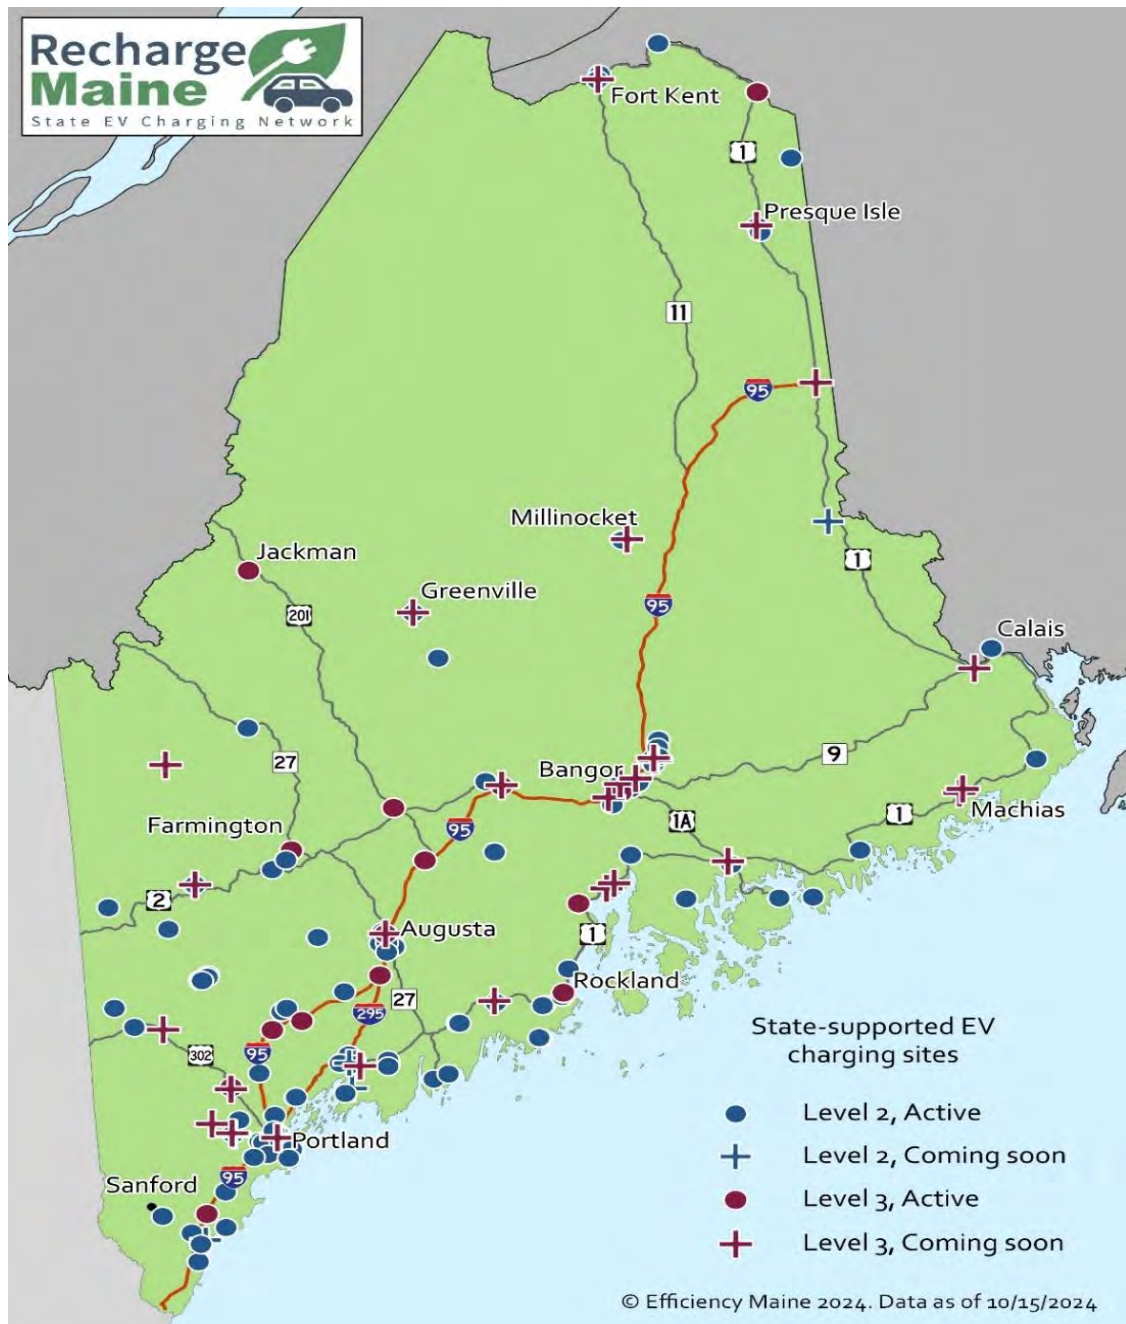 Recharge
Maine
State EV Charging Network
Fort Kent
1
Presque Isle
11
95
Millinocket
Jackman
1
Greenville
95
201
Calais
27
9
Bangor
Machias
1
1A
Farmington
95
2
Augusta
1
Rockland
27
295
302
95
Portland
95
Sanford
State-supported EV
charging sites
Level 2, Active
Level 2, Coming soon
Level 3, Active
Level 3, Coming soon
© Efficiency Maine 2024. Data as of 10/15/2024